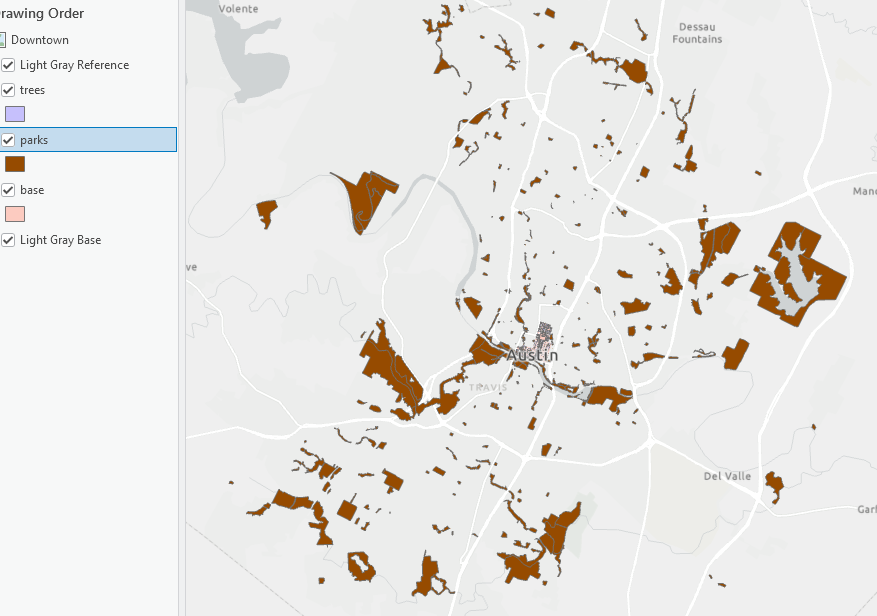 rawing Order
Downtown
Light Gray Reference
trees
parks
base
Light Gray Base
Volente
Dessau
Fountains
Mano
ve
Austin
TRAVIS
Del Valle
Garf